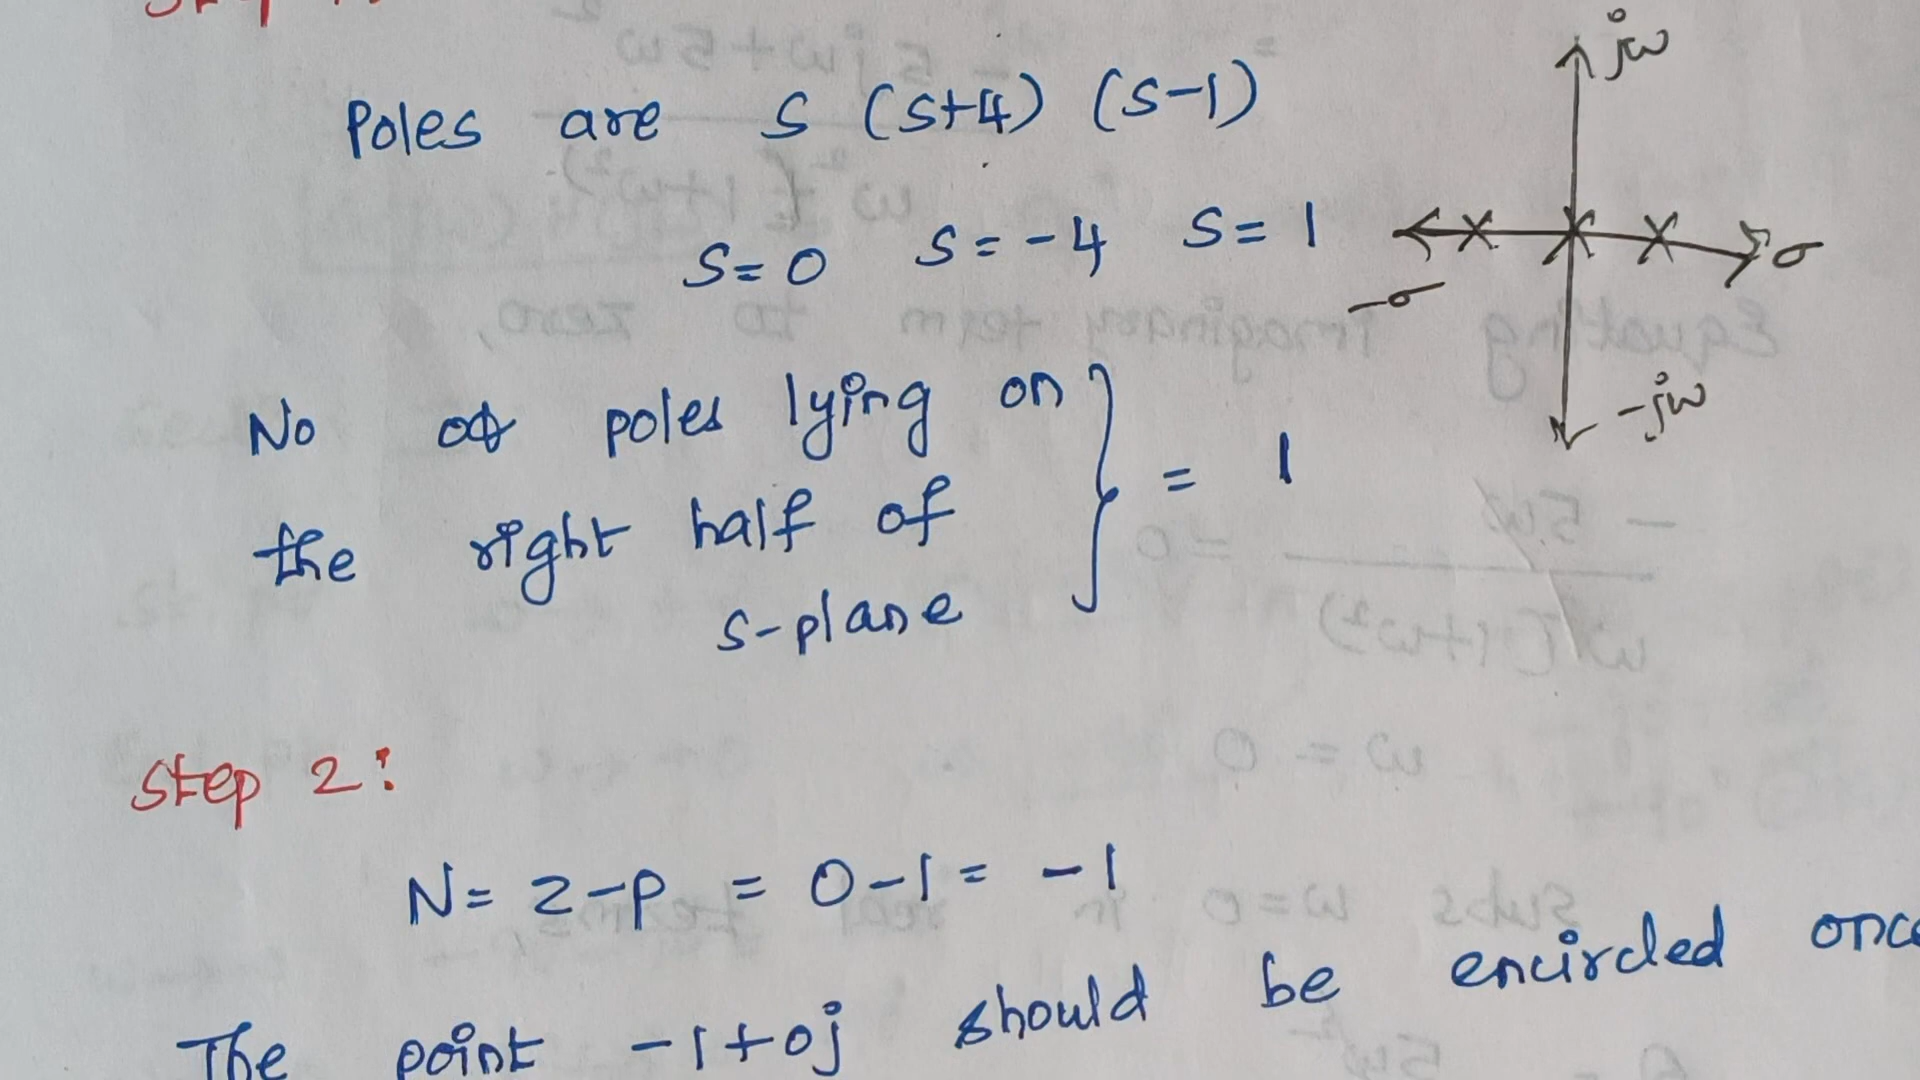 Poles are S (S+4) (S-1)
S=0 S=-4 S=1
jω
σ
-σ
-jω
No of poles lying on
the right half of
S-plane
= 1
Step 2:
N= Z-P = 0-1= -1
The point -1+0j should be encircled